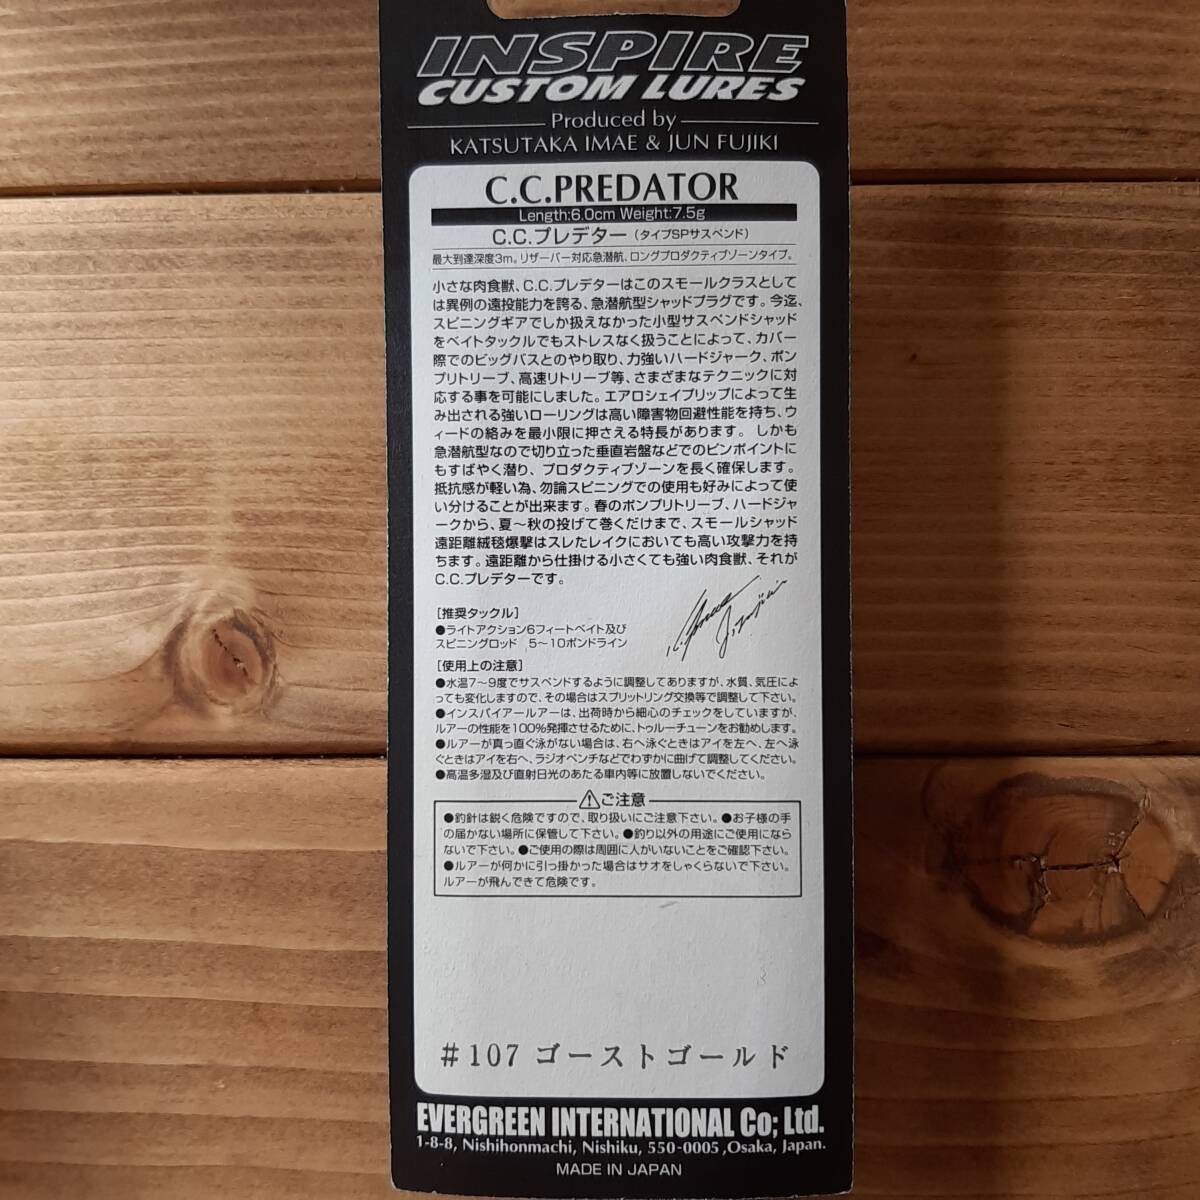 INSPIRE
CUSTOM LURES
Produced by
KATSUTAKA IMAE & JUN FUJIKI
C.C.PREDATOR
Length:6.0cm Weight:7.5g
C.C.プレデター(タイプSPサスペンド)
最大到達深度3m。リザーバー対応急潜航、ロングプロダクティブゾーンタイプ。
小さな肉食獣、C.C.プレデターはこのスモールクラスとして
は異例の遠投能力を誇る、急潜航型シャッドプラグです。今迄、
スピニングギアでしか扱えなかった小型サスペンドシャッド
をベイトタックルでもストレスなく扱うことによって、カバー
際でのビッグバスとのやり取り、力強いハードジャーク、ポン
プリトリーブ、高速リトリーブ等、さまざまなテクニックに対
応する事を可能にしました。エアロシェイプリップによって生
み出される強いローリングは高い障害物回避性能を持ち、ウ
ィードの絡みを最小限に押さえる特長があります。しかも
急潜航型なので切り立った垂直岩盤などでのピンポイントに
もすばやく潜り、プロダクティブゾーンを長く確保します。
抵抗感が軽い為、勿論スピニングでの使用も好みによって使
い分けることが出来ます。春のポンプリトリーブ、ハードジャ
ークから、夏〜秋の投げて巻くだけまで、スモールシャッド
遠距離絨毯爆撃はスレたレイクにおいても高い攻撃力を持
ちます。遠距離から仕掛ける小さくても強い肉食獣、それが
C.C.プレデターです。
[推奨タックル]
●ライトアクション6フィートベイト及び
スピニングロッド 5〜10ポンドライン
[使用上の注意]
●水温7〜9度でサスペンドするように調整してありますが、水質、気圧によ
っても変化しますので、その場合はスプリットリング交換等で調整して下さい。
●インスパイアールアーは、出荷時から細心のチェックをしていますが、
ルアーの性能を100%発揮させるために、トゥルーチューンをお勧めします。
●ルアーが真っ直ぐ泳がない場合は、右へ泳ぐときはアイを左へ、左へ泳
ぐときはアイを右へ、ラジオペンチなどでわずかに曲げて調整してください。
●高温多湿及び直射日光のあたる車内等に放置しないでください。
⚠ご注意
●釣針は鋭く危険ですので、取り扱いにご注意下さい。●お子様の手
の届かない場所に保管して下さい。●釣り以外の用途にご使用になら
ないで下さい。●ご使用の際は周囲に人がいないことをご確認下さい。
●ルアーが何かに引っ掛かった場合はサオをしゃくらないで下さい。
ルアーが飛んできて危険です。
#107 ゴーストゴールド
EVERGREEN INTERNATIONAL Co; Ltd.
1-8-8, Nishihonmachi, Nishiku, 550-0005 ,Osaka, Japan.
MADE IN JAPAN